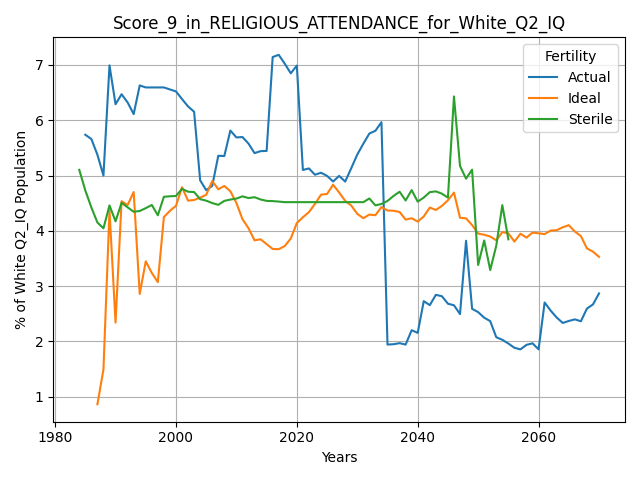 Score_9_in_RELIGIOUS_ATTENDANCE_for_White_Q2_IQ
Fertility
Actual
Ideal
Sterile
% of White Q2_IQ Population
7
6
5
4
3
2
1
1980
2000
2020
2040
2060
Years